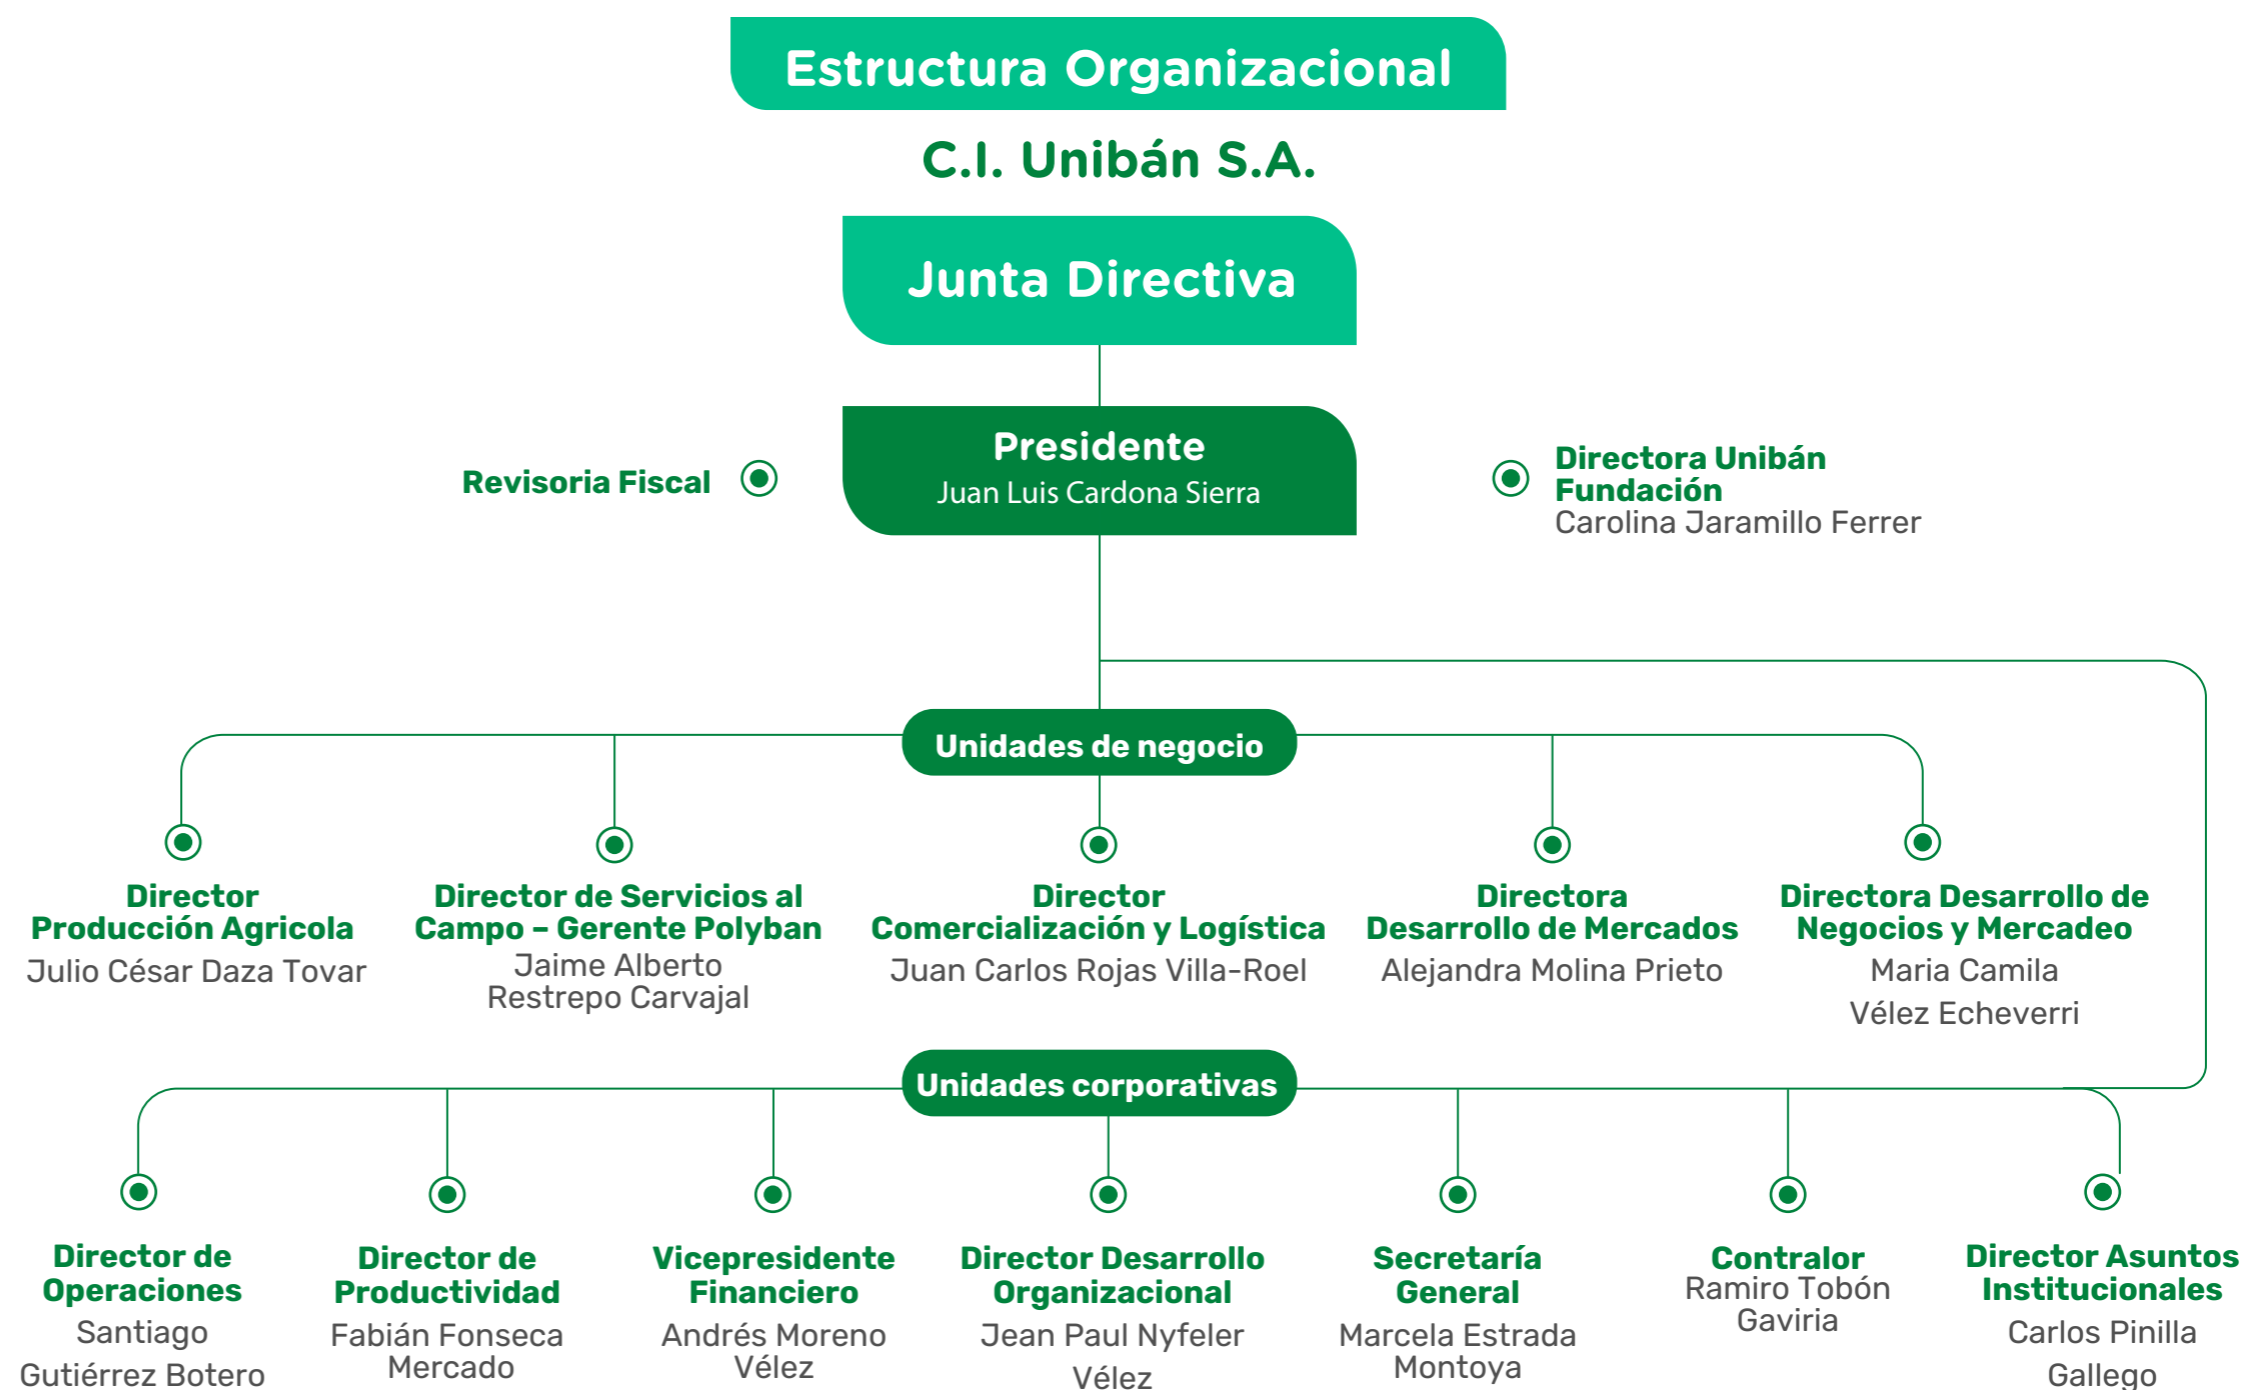 Estructura Organizacional
C.I. Unibán S.A.
Junta Directiva
Presidente
Juan Luis Cardona Sierra
Revisoria Fiscal
Directora Unibán
Fundación
Carolina Jaramillo Ferrer
Unidades de negocio
Director
Producción Agricola
Julio César Daza Tovar
Director de Servicios al
Campo – Gerente Polyban
Jaime Alberto
Restrepo Carvajal
Director
Comercialización y Logística
Juan Carlos Rojas Villa-Roel
Directora
Desarrollo de Mercados
Alejandra Molina Prieto
Directora Desarrollo de
Negocios y Mercadeo
Maria Camila
Vélez Echeverri
Unidades corporativas
Director de
Operaciones
Santiago
Gutiérrez Botero
Director de
Productividad
Fabián Fonseca
Mercado
Vicepresidente
Financiero
Andrés Moreno
Vélez
Director Desarrollo
Organizacional
Jean Paul Nyfeler
Vélez
Secretaría
General
Marcela Estrada
Montoya
Contralor
Ramiro Tobón
Gaviria
Director Asuntos
Institucionales
Carlos Pinilla
Gallego